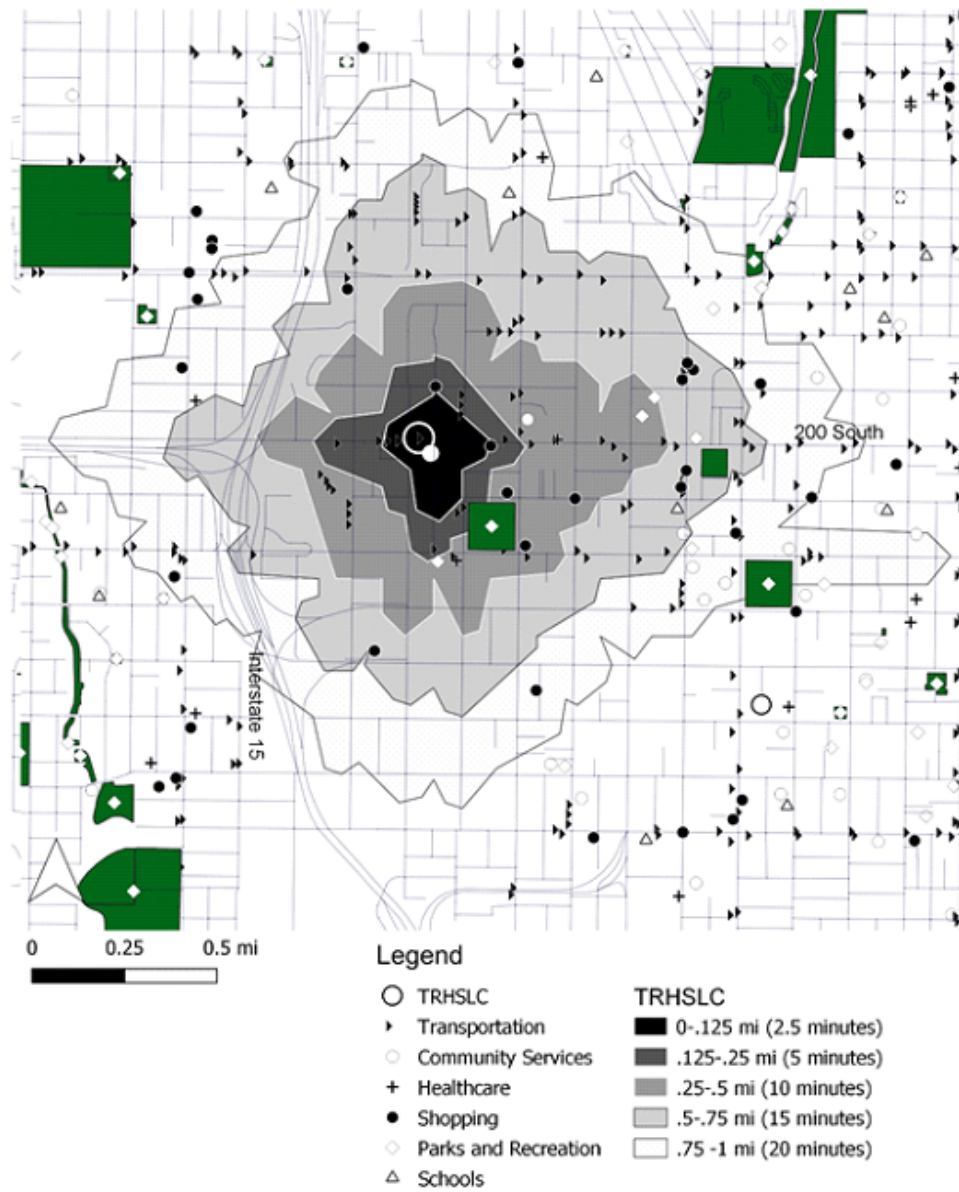 200 South
Interstate 15
0 0.25 0.5 mi
Legend
TRHSLC
Transportation
Community Services
Healthcare
Shopping
Parks and Recreation
Schools
TRHSLC
0-.125 mi (2.5 minutes)
.125-.25 mi (5 minutes)
.25-.5 mi (10 minutes)
.5-.75 mi (15 minutes)
.75 -1 mi (20 minutes)